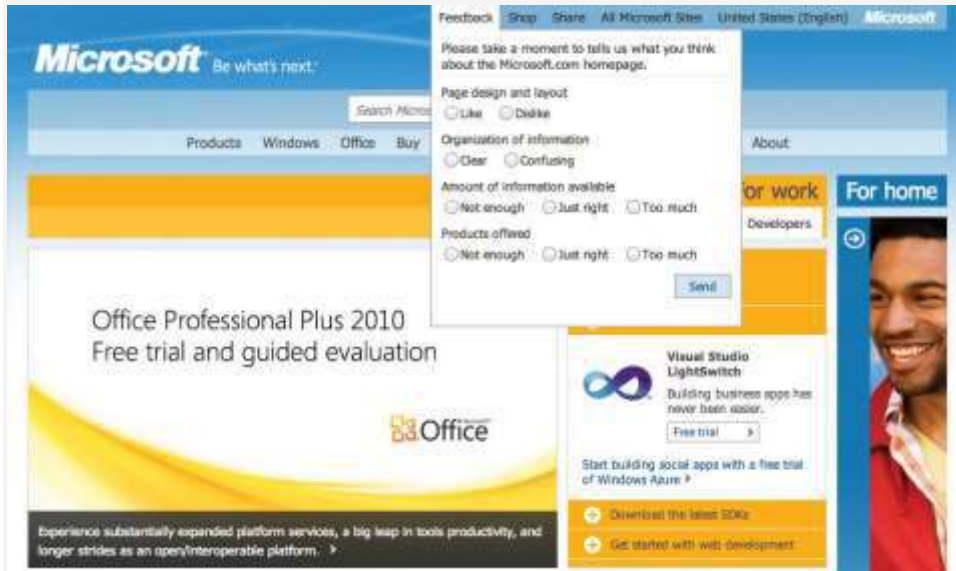 Feedback Shop Share All Microsoft Sites United States (English) Microsoft
Microsoft Be what's next.
Please take a moment to tells us what you think
about the Microsoft.com homepage.
Page design and layout
Like Dislike
Search Micros
Organization of information
Clear Confusing
Products Windows Office Buy
About
Amount of information available
Not enough Just right Too much
Products offered
Not enough Just right Too much
Send
or work
For home
Developers
Office Professional Plus 2010
Free trial and guided evaluation
Office
Visual Studio
LightSwitch
Building business apps has
never been easier.
Free trial
Start building social apps with a free trial
of Windows Azure
Download the latest SDKs
Get started with web development
Experience substantially expanded platform services, a big leap in tools productivity, and
longer strides as an open/interoperable platform.